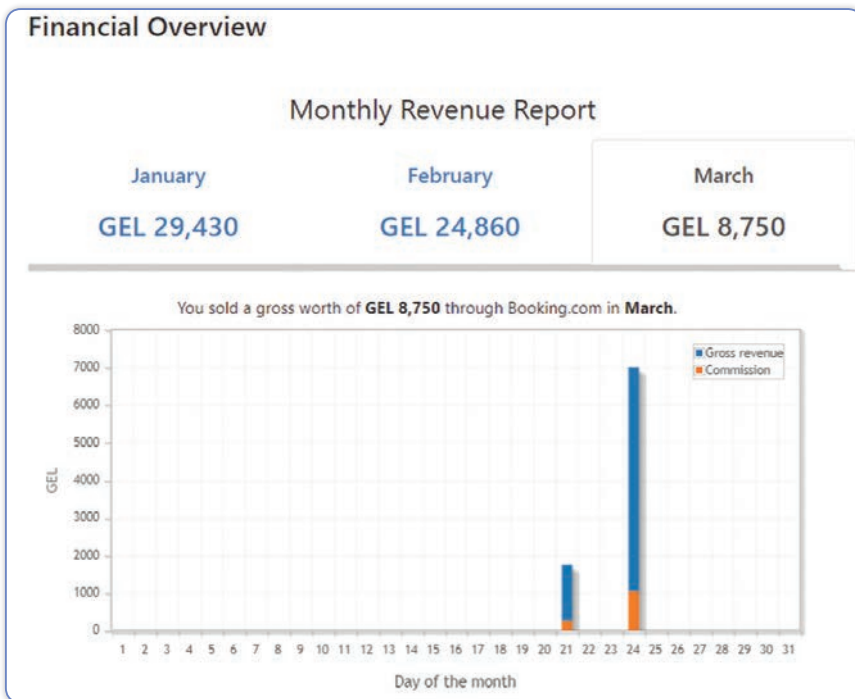 Financial Overview
Monthly Revenue Report
January February March
GEL 29,430 GEL 24,860 GEL 8,750
You sold a gross worth of GEL 8,750 through Booking.com in March.
8000
Gross revenue
7000
Commission
6000
5000
4000
GEL
3000
2000
1000
0
1 2 3 4 5 6 7 8 9 10 11 12 13 14 15 16 17 18 19 20 21 22 23 24 25 26 27 28 29 30 31
Day of the month